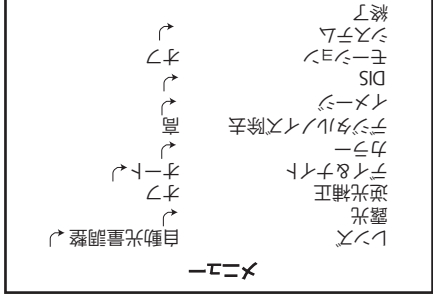 メニュー
レンズ 自動光量調整 ↵
露光 ↵
逆光補正 オフ
デイ&ナイト オート ↵
カラー ↵
デジタルノイズ除去 高
イメージ ↵
DIS ↵
モーション オフ
システム ↵
終了